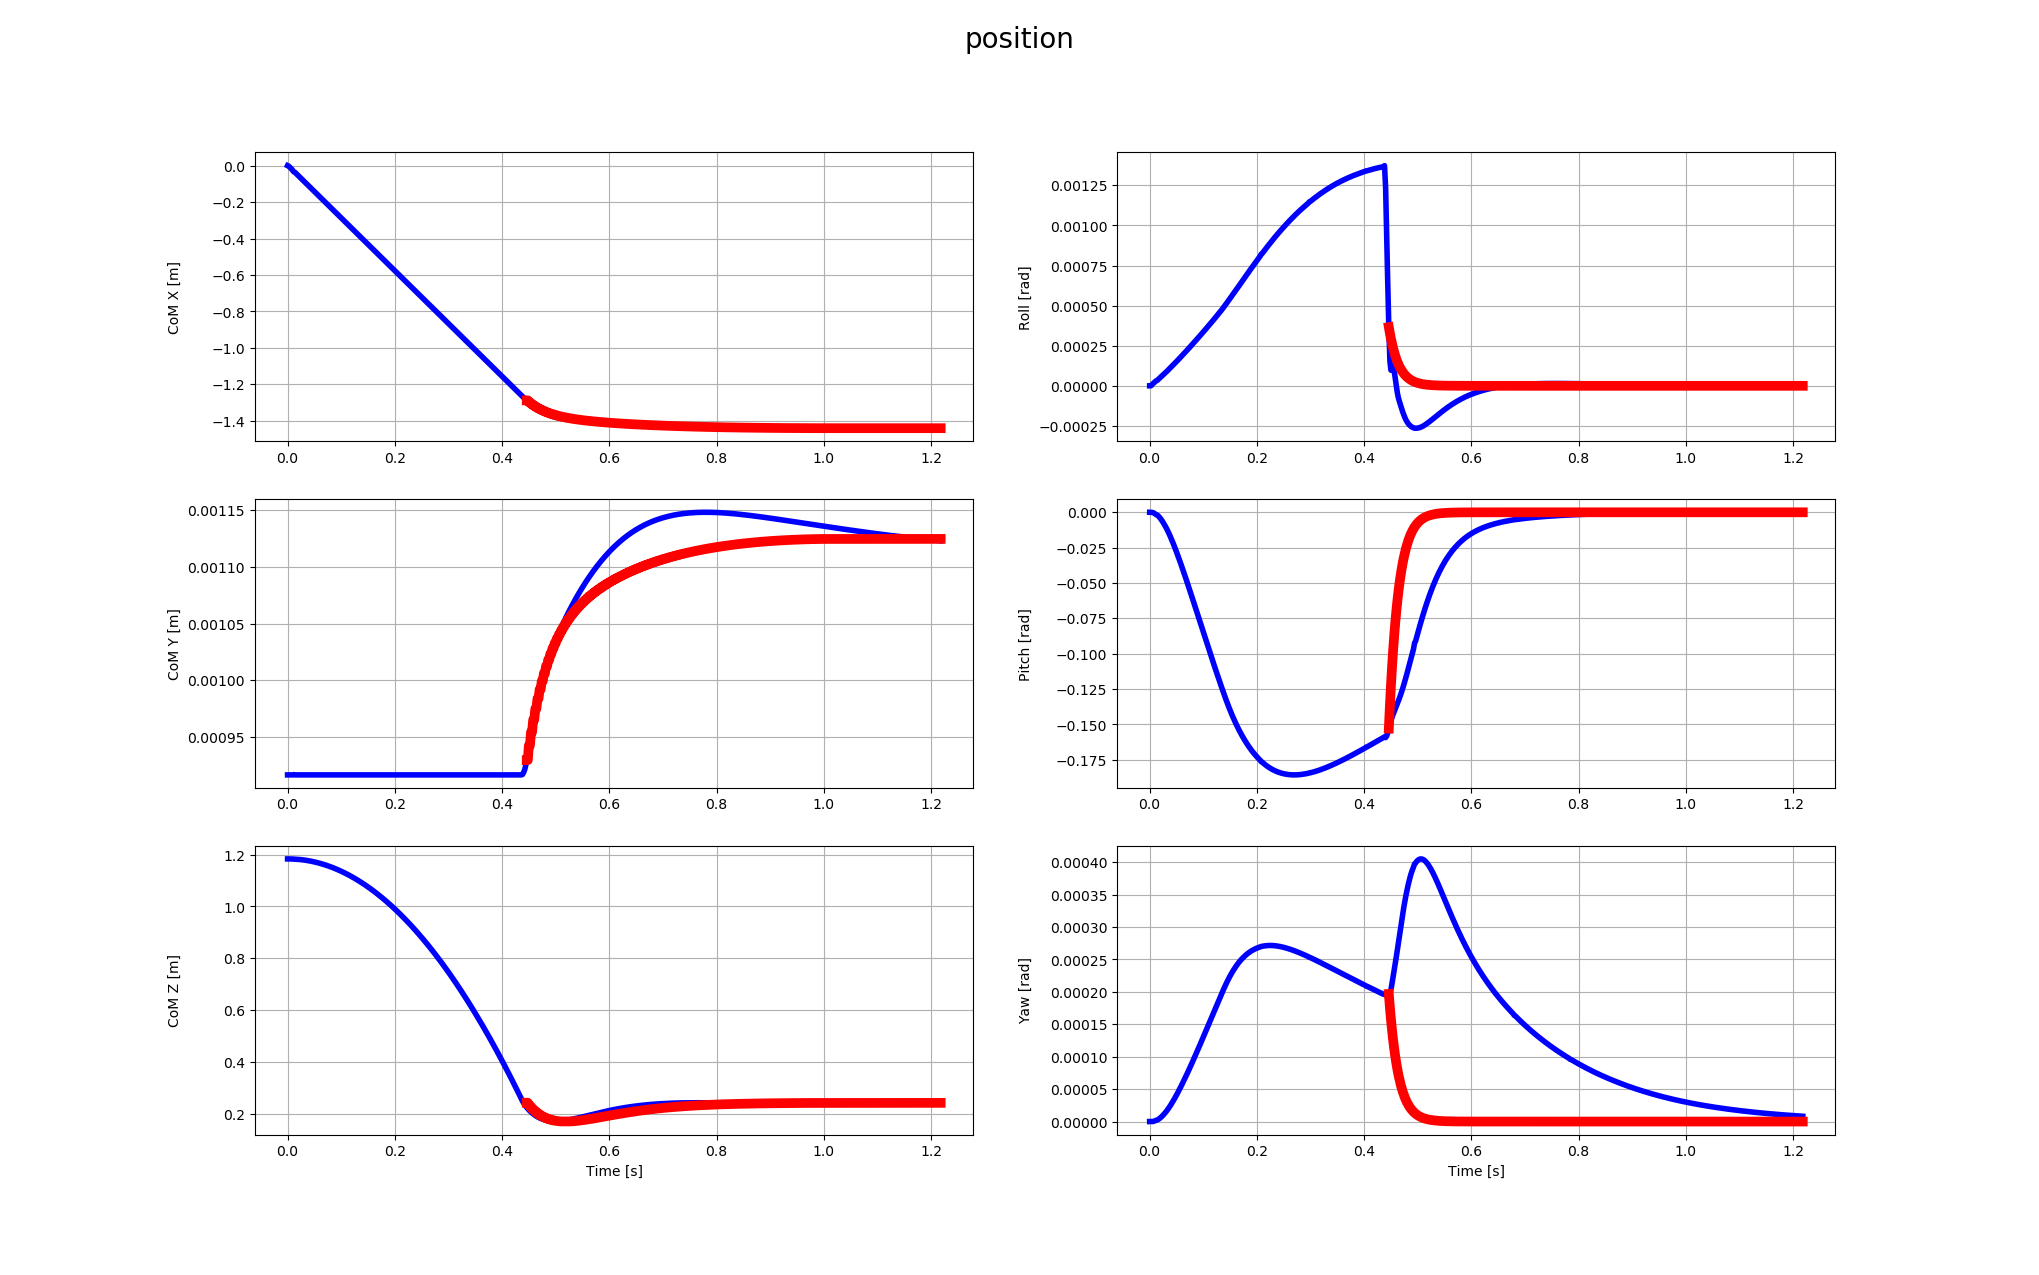 position
0.0
−0.2
−0.4
−0.6
−0.8
−1.0
−1.2
−1.4
CoM X [m]
0.0 0.2 0.4 0.6 0.8 1.0 1.2
0.00125
0.00100
0.00075
0.00050
0.00025
0.00000
−0.00025
Roll [rad]
0.0 0.2 0.4 0.6 0.8 1.0 1.2
0.00115
0.00110
0.00105
0.00100
0.00095
CoM Y [m]
0.0 0.2 0.4 0.6 0.8 1.0 1.2
0.000
−0.025
−0.050
−0.075
−0.100
−0.125
−0.150
−0.175
Pitch [rad]
0.0 0.2 0.4 0.6 0.8 1.0 1.2
1.2
1.0
0.8
0.6
0.4
0.2
CoM Z [m]
0.0 0.2 0.4 0.6 0.8 1.0 1.2
Time [s]
0.00040
0.00035
0.00030
0.00025
0.00020
0.00015
0.00010
0.00005
0.00000
Yaw [rad]
0.0 0.2 0.4 0.6 0.8 1.0 1.2
Time [s]